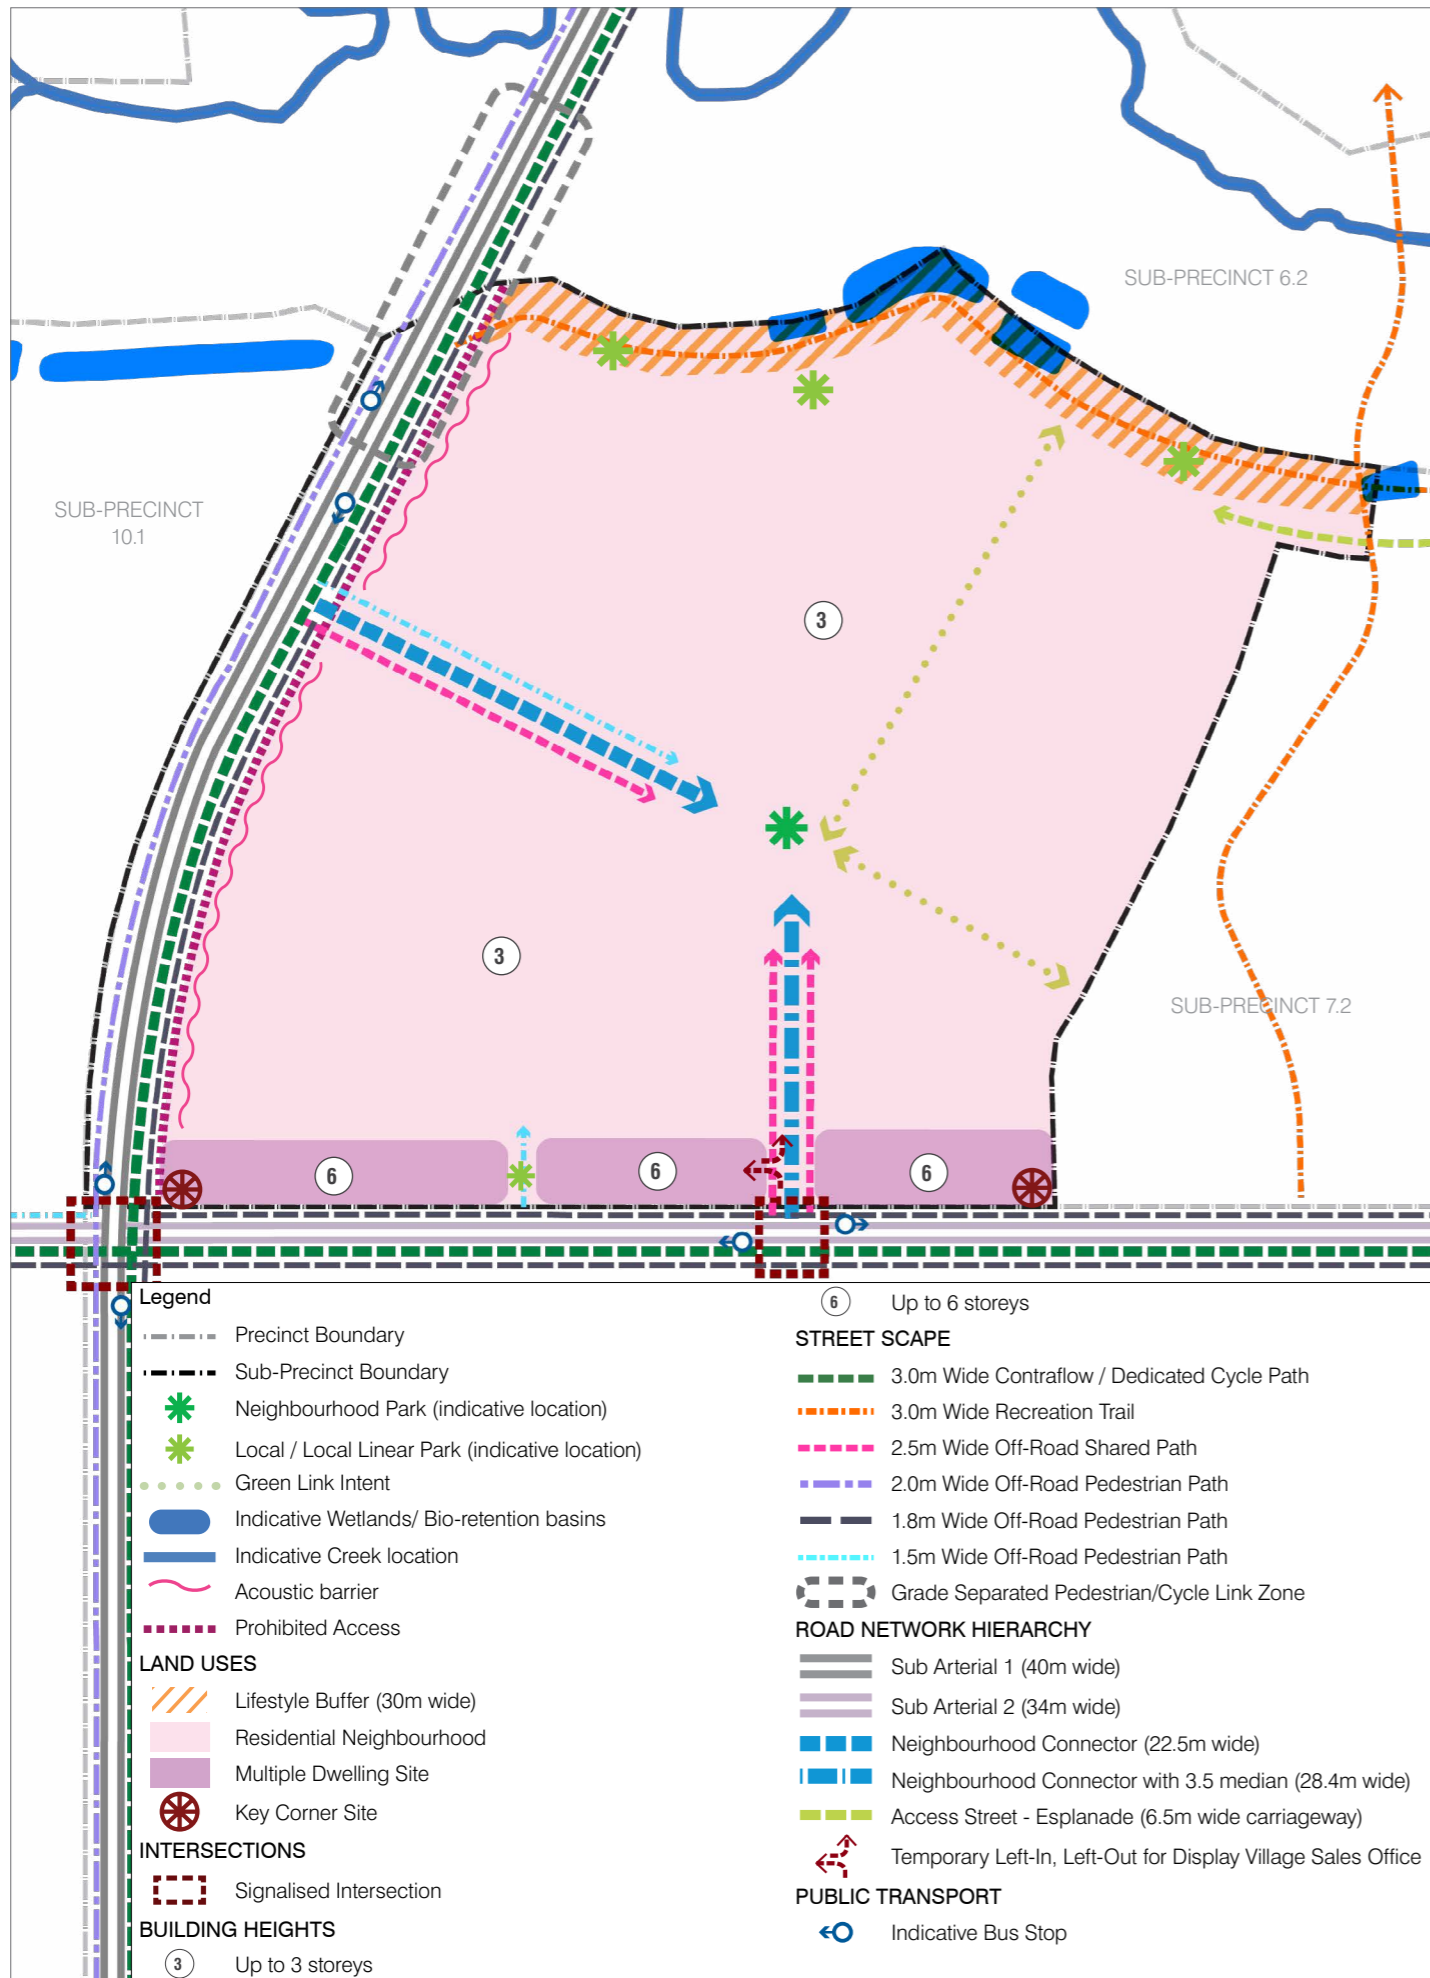 SUB-PRECINCT 6.2
SUB-PRECINCT
10.1
3
3
SUB-PRECINCT 7.2
6
6
6
Legend
Precinct Boundary
Sub-Precinct Boundary
Neighbourhood Park (indicative location)
Local / Local Linear Park (indicative location)
Green Link Intent
Indicative Wetlands/ Bio-retention basins
Indicative Creek location
Acoustic barrier
Prohibited Access
LAND USES
Lifestyle Buffer (30m wide)
Residential Neighbourhood
Multiple Dwelling Site
Key Corner Site
INTERSECTIONS
Signalised Intersection
BUILDING HEIGHTS
3 Up to 3 storeys
6 Up to 6 storeys
STREET SCAPE
3.0m Wide Contraflow / Dedicated Cycle Path
3.0m Wide Recreation Trail
2.5m Wide Off-Road Shared Path
2.0m Wide Off-Road Pedestrian Path
1.8m Wide Off-Road Pedestrian Path
1.5m Wide Off-Road Pedestrian Path
Grade Separated Pedestrian/Cycle Link Zone
ROAD NETWORK HIERARCHY
Sub Arterial 1 (40m wide)
Sub Arterial 2 (34m wide)
Neighbourhood Connector (22.5m wide)
Neighbourhood Connector with 3.5 median (28.4m wide)
Access Street - Esplanade (6.5m wide carriageway)
Temporary Left-In, Left-Out for Display Village Sales Office
PUBLIC TRANSPORT
Indicative Bus Stop